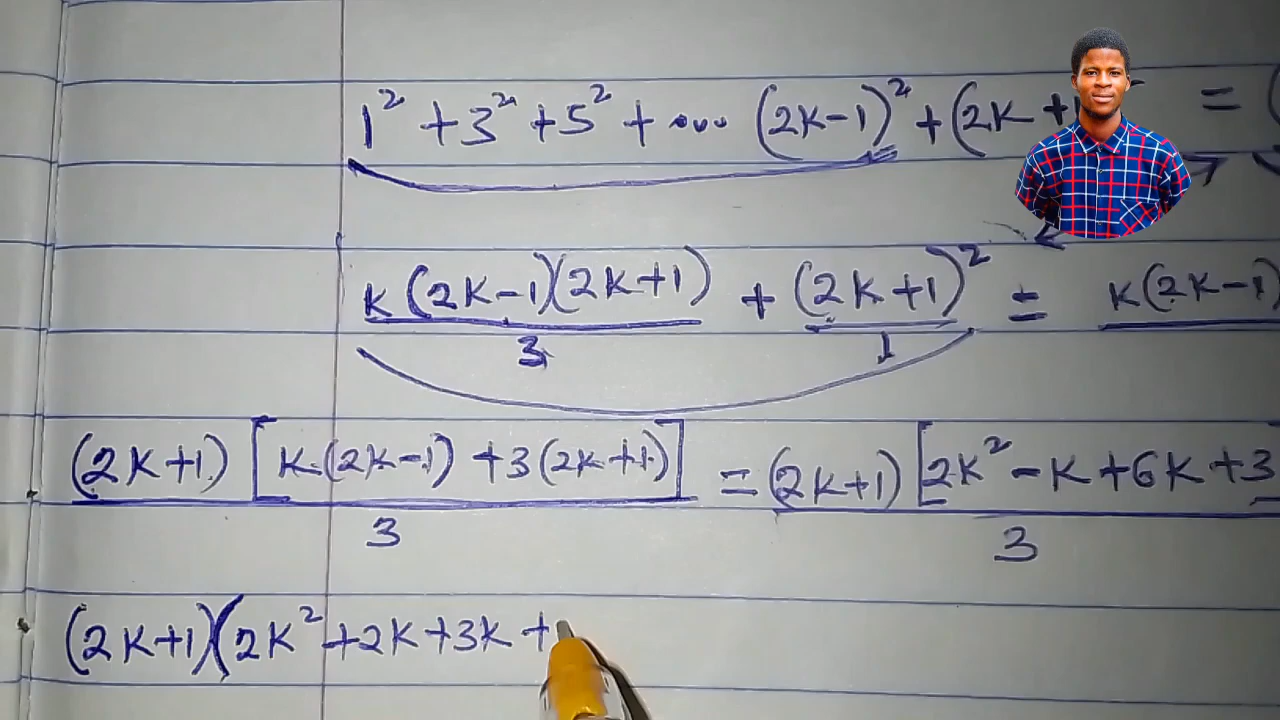 1² + 3² + 5² + ... (2k-1)² + (2k + = (
k(2k-1)(2k+1) + (2k+1)² = k(2k-1)
3 1
(2k+1) [k.(2k-1) + 3(2k+1)] = (2k+1) [2k² - k + 6k + 3
3 3
(2k+1)(2k² + 2k + 3k +